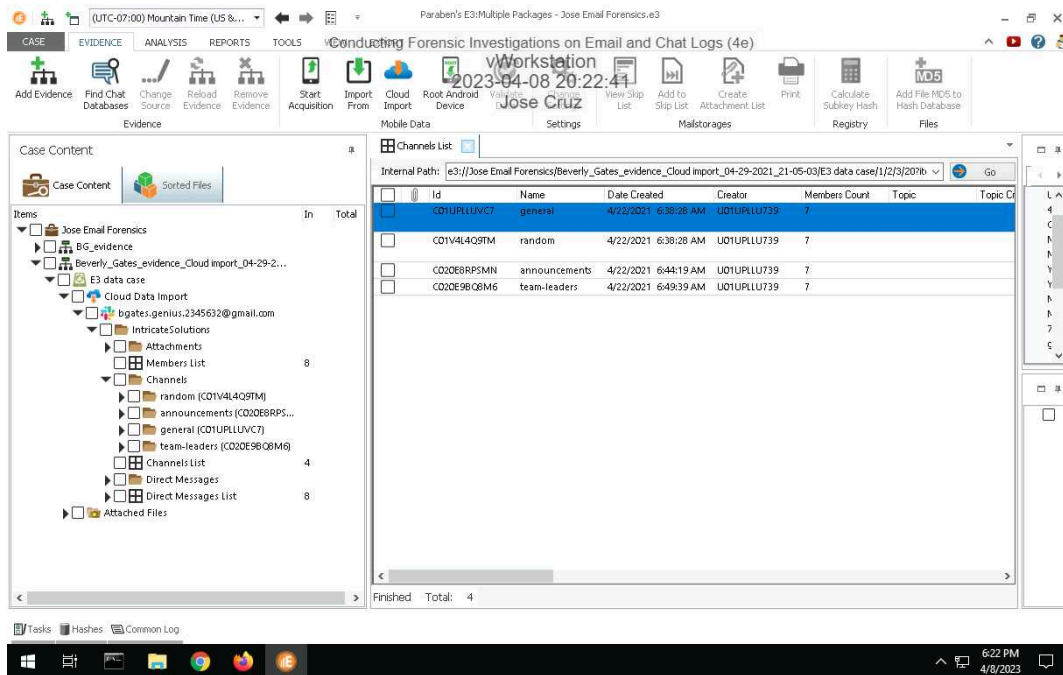 (UTC-07:00) Mountain Time (US &...
Paraben's E3:Multiple Packages - Jose Email Forensics.e3
CASE EVIDENCE ANALYSIS REPORTS TOOLS
Conducting Forensic Investigations on Email and Chat Logs (4e)
vWorkstation
2023-04-08 20:22:41
Jose Cruz
Add Evidence
Find Chat Databases
Change Source
Reload Evidence
Remove Evidence
Start Acquisition
Import From
Cloud Import
Root Android Device
View Skip List
Add to Skip List
Create Attachment List
Print
Calculate Subkey Hash
Add File MD5 to Hash Database
MD5
Evidence Mobile Data Settings Mailstorages Registry Files
Case Content
Case Content Sorted Files
Items In Total
Jose Email Forensics
BG_evidence
Beverly_Gates_evidence_Cloud import_04-29-2...
E3 data case
Cloud Data Import
bgates.genius.2345632@gmail.com
IntricateSolutions
Attachments
Members List 8
Channels
random (C01V4L4Q9TM)
announcements (C020E8RPS...
general (C01UPLLUVC7)
team-leaders (C020E9BQ8M6)
Channels List 4
Direct Messages
Direct Messages List 8
Attached Files
Channels List
Internal Path: e3://Jose Email Forensics/Beverly_Gates_evidence_Cloud import_04-29-2021_21-05-03/E3 data case/1/2/3/20?ib Go
Id Name Date Created Creator Members Count Topic Topic Cr
C01UPLLUVC7 general 4/22/2021 6:38:28 AM U01UPLLU739 7
C01V4L4Q9TM random 4/22/2021 6:38:28 AM U01UPLLU739 7
C020E8RPSMN announcements 4/22/2021 6:44:19 AM U01UPLLU739 7
C020E9BQ8M6 team-leaders 4/22/2021 6:49:39 AM U01UPLLU739 7
Finished Total: 4
Tasks Hashes Common Log
6:22 PM
4/8/2023